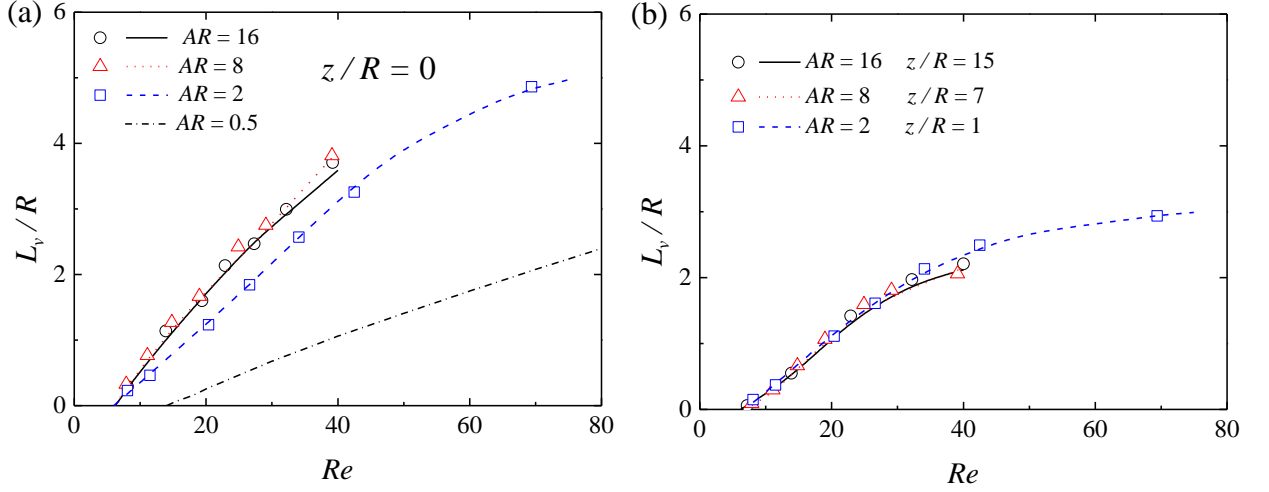 (a)
6
4
2
0
0 20 40 60 80
L_v / R
Re
AR = 16
AR = 8
AR = 2
AR = 0.5
z / R = 0
(b)
6
4
2
0
0 20 40 60 80
L_v / R
Re
AR = 16 z / R = 15
AR = 8 z / R = 7
AR = 2 z / R = 1